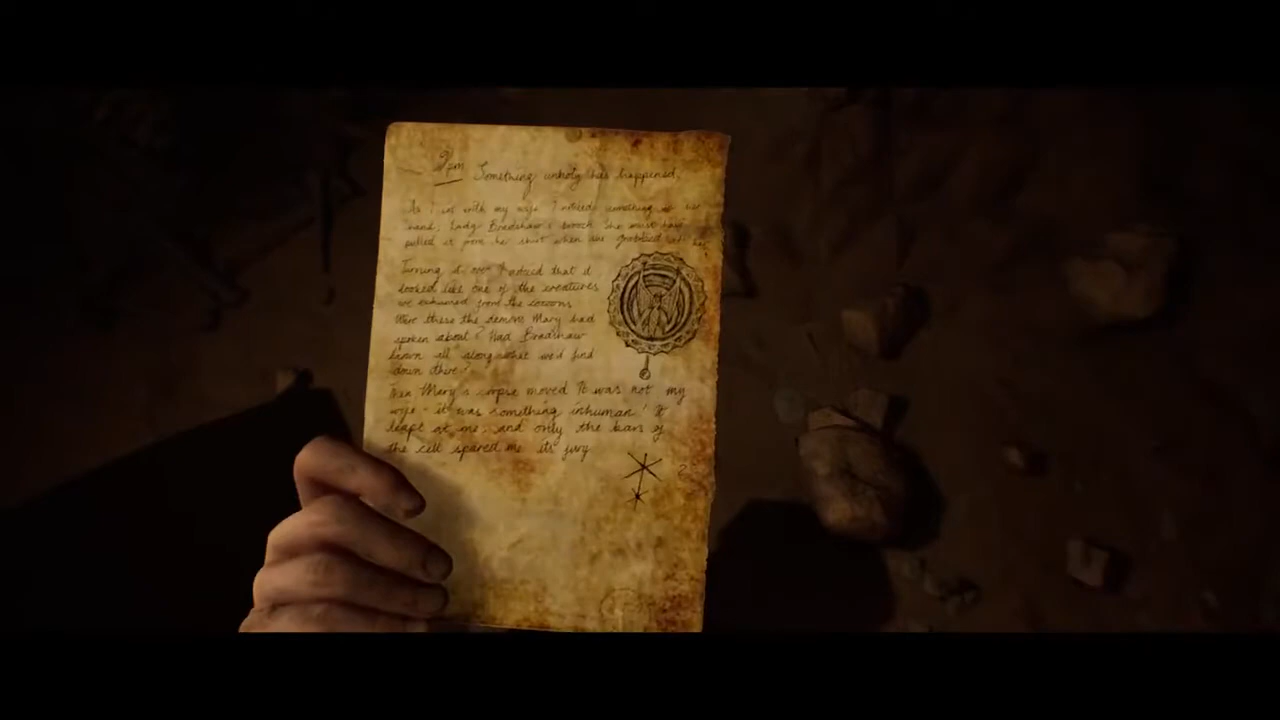 9pm Something unholy has happened.
As I was with my wife I noticed something in her
hand, Lady Bradshaw's brooch. She must have
pulled it from her shirt when she grabbed at her
Turning it over I noticed that it
looked like one of the creatures
we exhumed from the cocoons
Were these the demons Mary had
spoken about? Had Bradshaw
known all along what we'd find
down there?
Then Mary's corpse moved It was not my
wife - it was something inhuman! It
leapt at me, and only the bars of
the cell spared me its fury